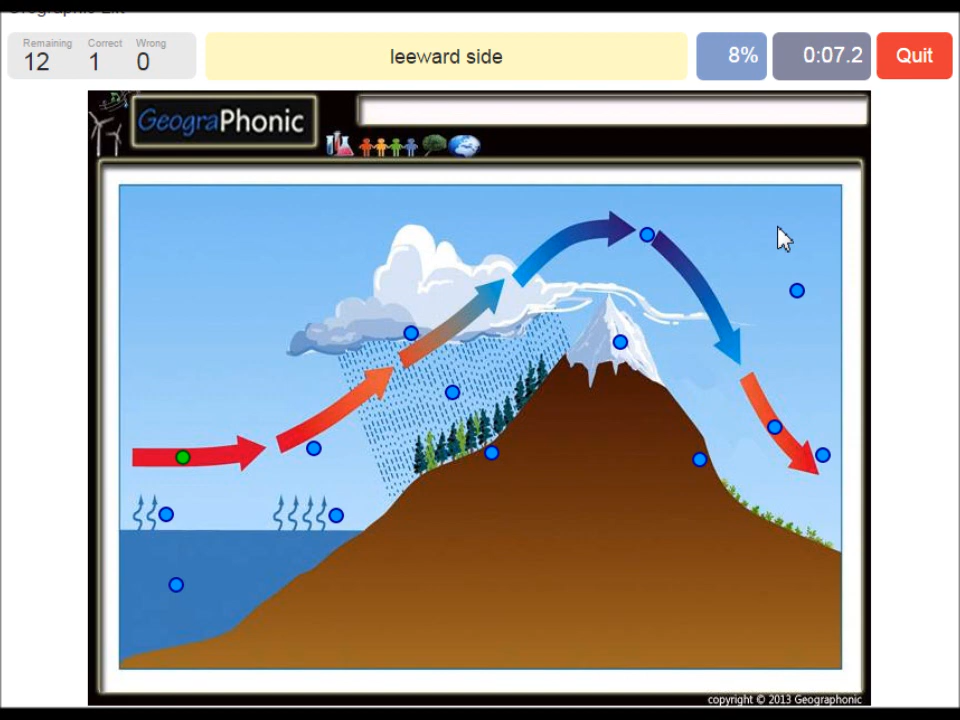 Remaining Correct Wrong
12 1 0
leeward side
8%
0:07.2
Quit
GeograPhonic
copyright © 2013 Geographonic